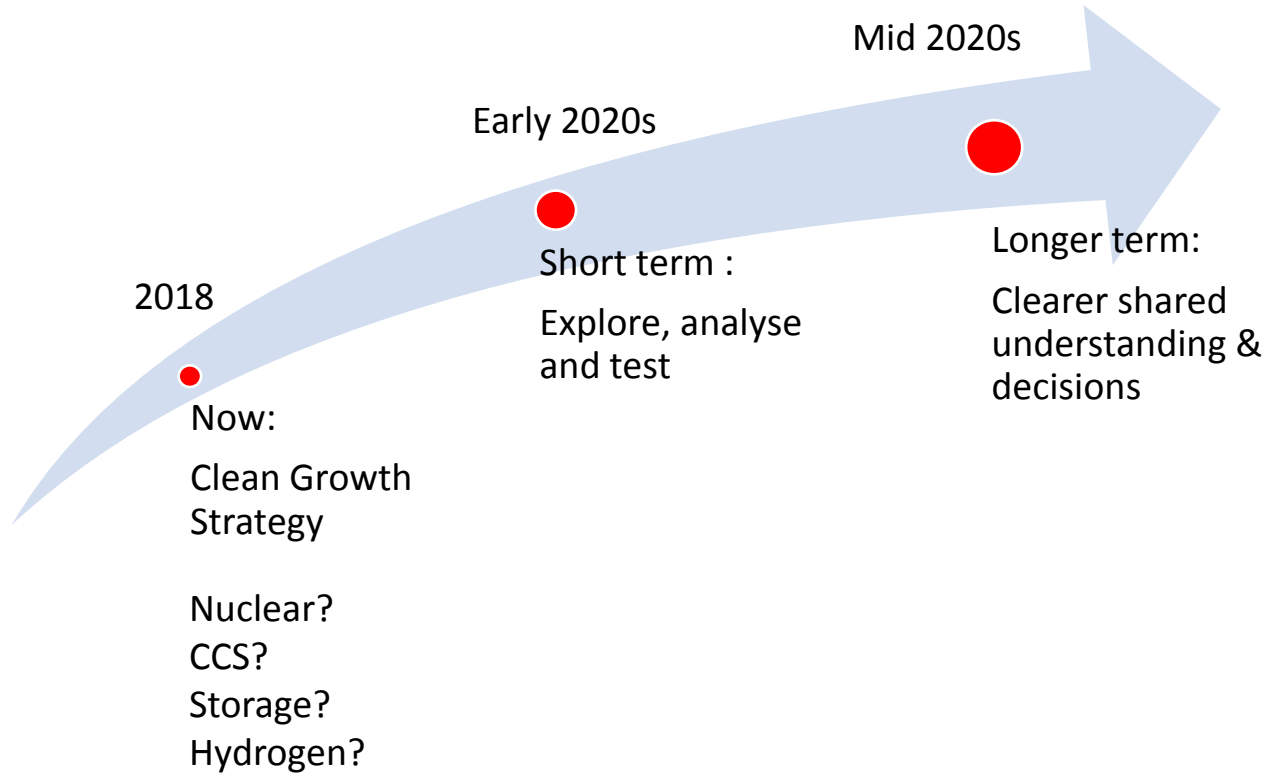 2018
Now:
Clean Growth
Strategy
Nuclear?
CCS?
Storage?
Hydrogen?
Early 2020s
Short term :
Explore, analyse
and test
Mid 2020s
Longer term:
Clearer shared
understanding &
decisions